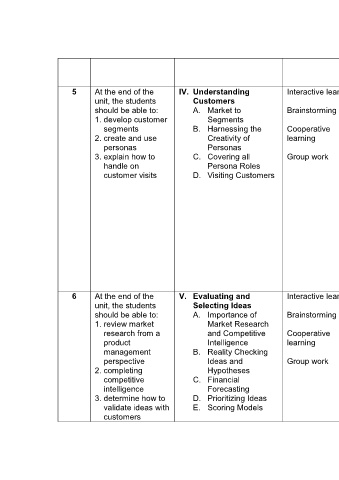 5
At the end of the
unit, the students
should be able to:
1. develop customer
segments
2. create and use
personas
3. explain how to
handle on
customer visits
IV. Understanding
Customers
A. Market to
Segments
B. Harnessing the
Creativity of
Personas
C. Covering all
Persona Roles
D. Visiting Customers
Interactive lear
Brainstorming
Cooperative
learning
Group work
6
At the end of the
unit, the students
should be able to:
1. review market
research from a
product
management
perspective
2. completing
competitive
intelligence
3. determine how to
validate ideas with
customers
V. Evaluating and
Selecting Ideas
A. Importance of
Market Research
and Competitive
Intelligence
B. Reality Checking
Ideas and
Hypotheses
C. Financial
Forecasting
D. Prioritizing Ideas
E. Scoring Models
Interactive lear
Brainstorming
Cooperative
learning
Group work